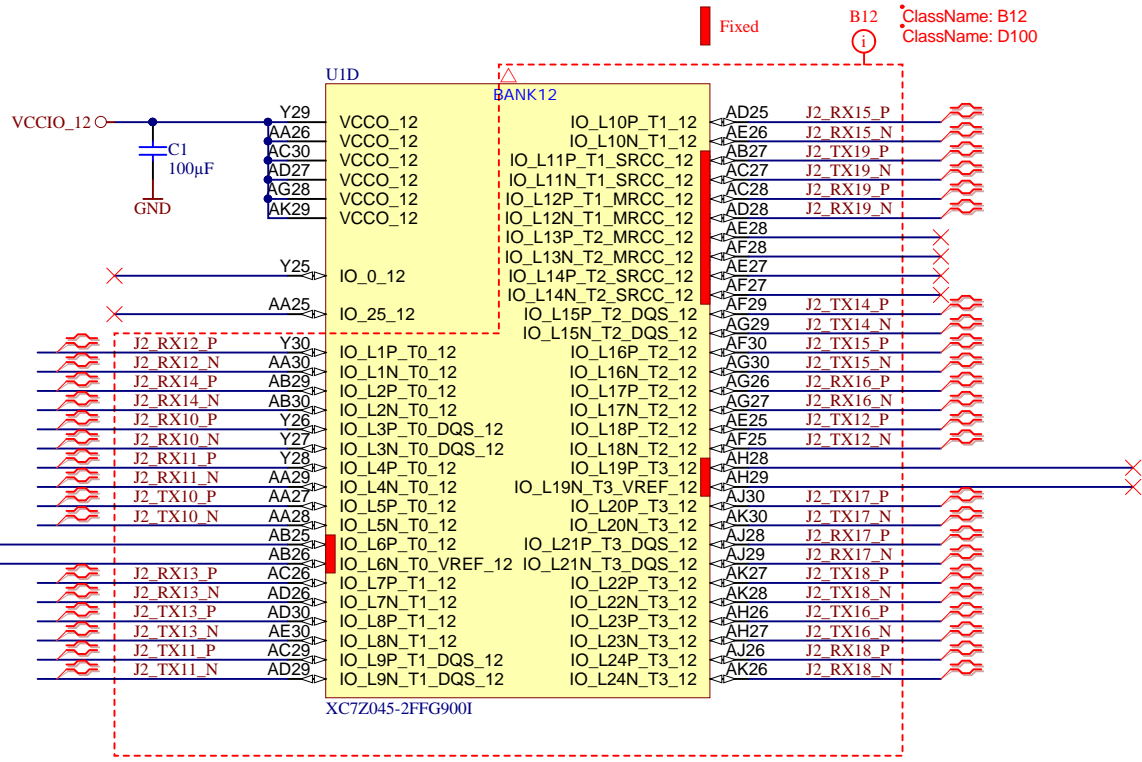 Fixed
B12
ClassName: B12
ClassName: D100
U1D
BANK12
VCCIO_12
C1
100µF
GND
Y29 VCCO_12
AA26 VCCO_12
AC30 VCCO_12
AD27 VCCO_12
AG28 VCCO_12
AK29 VCCO_12
Y25 IO_0_12
AA25 IO_25_12
J2_RX12_P Y30 IO_L1P_T0_12
J2_RX12_N AA30 IO_L1N_T0_12
J2_RX14_P AB29 IO_L2P_T0_12
J2_RX14_N AB30 IO_L2N_T0_12
J2_RX10_P Y26 IO_L3P_T0_DQS_12
J2_RX10_N Y27 IO_L3N_T0_DQS_12
J2_RX11_P Y28 IO_L4P_T0_12
J2_RX11_N AA29 IO_L4N_T0_12
J2_TX10_P AA27 IO_L5P_T0_12
J2_TX10_N AA28 IO_L5N_T0_12
AB25 IO_L6P_T0_12
AB26 IO_L6N_T0_VREF_12
J2_RX13_P AC26 IO_L7P_T1_12
J2_RX13_N AD26 IO_L7N_T1_12
J2_TX13_P AD30 IO_L8P_T1_12
J2_TX13_N AE30 IO_L8N_T1_12
J2_TX11_P AC29 IO_L9P_T1_DQS_12
J2_TX11_N AD29 IO_L9N_T1_DQS_12
IO_L10P_T1_12 AD25 J2_RX15_P
IO_L10N_T1_12 AE26 J2_RX15_N
IO_L11P_T1_SRCC_12 AB27 J2_TX19_P
IO_L11N_T1_SRCC_12 AC27 J2_TX19_N
IO_L12P_T1_MRCC_12 AC28 J2_RX19_P
IO_L12N_T1_MRCC_12 AD28 J2_RX19_N
IO_L13P_T2_MRCC_12 AE28
IO_L13N_T2_MRCC_12 AF28
IO_L14P_T2_SRCC_12 AE27
IO_L14N_T2_SRCC_12 AF27
IO_L15P_T2_DQS_12 AF29 J2_TX14_P
IO_L15N_T2_DQS_12 AG29 J2_TX14_N
IO_L16P_T2_12 AF30 J2_TX15_P
IO_L16N_T2_12 AG30 J2_TX15_N
IO_L17P_T2_12 AG26 J2_RX16_P
IO_L17N_T2_12 AG27 J2_RX16_N
IO_L18P_T2_12 AE25 J2_TX12_P
IO_L18N_T2_12 AF25 J2_TX12_N
IO_L19P_T3_12 AH28
IO_L19N_T3_VREF_12 AH29
IO_L20P_T3_12 AJ30 J2_TX17_P
IO_L20N_T3_12 AK30 J2_TX17_N
IO_L21P_T3_DQS_12 AJ28 J2_RX17_P
IO_L21N_T3_DQS_12 AJ29 J2_RX17_N
IO_L22P_T3_12 AK27 J2_TX18_P
IO_L22N_T3_12 AK28 J2_TX18_N
IO_L23P_T3_12 AH26 J2_TX16_P
IO_L23N_T3_12 AH27 J2_TX16_N
IO_L24P_T3_12 AJ26 J2_RX18_P
IO_L24N_T3_12 AK26 J2_RX18_N
XC7Z045-2FFG900I